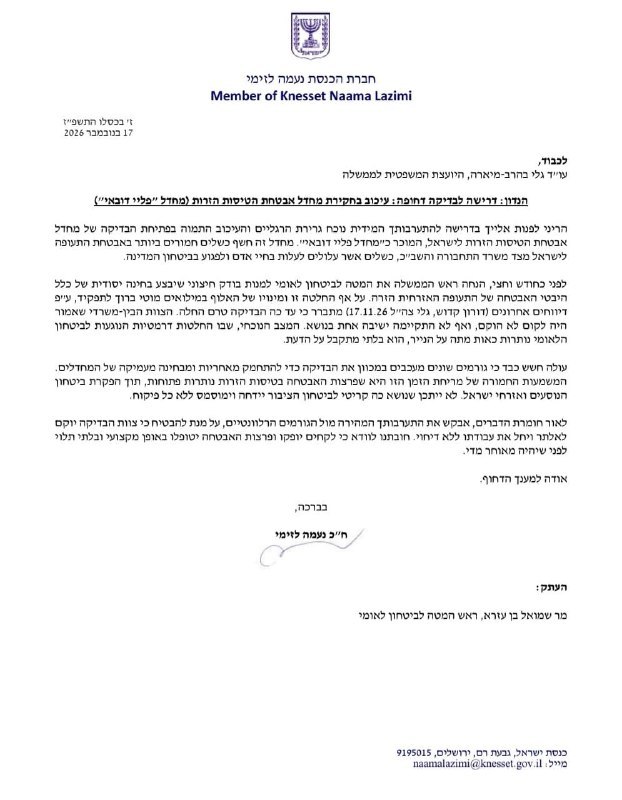 חברת הכנסת נעמה לזימי
Member of Knesset Naama Lazimi
ז׳ בכסלו התשפ״ז
17 בנובמבר 2026
לכבוד,
עו״ד גלי בהרב-מיארה, היועצת המשפטית לממשלה
הנדון: דרישה לבדיקה דחופה: עיכוב בחקירת מחדל אבטחת הטיסות הזרות (מחדל ״פליי דובאי״)
הריני לפנות אלייך בדרישה להתערבותך המידית נוכח גרירת הרגליים והעיכוב התמוה בפתיחת הבדיקה של מחדל
אבטחת הטיסות הזרות לישראל, המוכר כ״מחדל פליי דובאי״. מחדל זה חשף כשלים חמורים ביותר באבטחת התעופה
לישראל מצד משרד התחבורה והשב״כ, כשלים אשר עלולים לעלות בחיי אדם ולפגוע בביטחון המדינה.
לפני כחודש וחצי, הנחה ראש הממשלה את המטה לביטחון לאומי למנות בודק חיצוני שיבצע בחינה יסודית של כלל
היבטי האבטחה של התעופה האזרחית הזרה. על אף החלטה זו ומינויו של האלוף במילואים מוטי ברוך לתפקיד, ע״פ
דיווחים אחרונים (דורון קדוש, גלי צה״ל 17.11.26) מתברר כי עד כה הבדיקה טרם החלה. הצוות הבין-משרדי שאמור
היה לקום לא הוקם, ואף לא התקיימה ישיבה אחת בנושא. המצב הנוכחי, שבו החלטות דרמטיות הנוגעות לביטחון
הלאומי נותרות כאות מתה על הנייר, הוא בלתי מתקבל על הדעת.
עולה חשש כבד כי גורמים שונים מעכבים במכוון את הבדיקה כדי להתחמק מאחריות ומבחינה מעמיקה של המחדלים.
המשמעות החמורה של מריחת הזמן הזו היא שפרצות האבטחה בטיסות הזרות נותרות פתוחות, תוך הפקרת ביטחון
הנוסעים ואזרחי ישראל. לא ייתכן שנושא כה קריטי לביטחון הציבור יידחה וימוסמס ללא כל פיקוח.
לאור חומרת הדברים, אבקש את התערבותך המהירה מול הגורמים הרלוונטיים, על מנת להבטיח כי צוות הבדיקה יוקם
לאלתר ויחל את עבודתו ללא דיחוי. חובתנו לוודא כי לקחים יופקו ופרצות האבטחה יטופלו באופן מקצועי ובלתי תלוי
לפני שיהיה מאוחר מדי.
אודה למענך הדחוף.
בברכה,
ח״כ נעמה לזימי
העתק:
מר שמואל בן עזרא, ראש המטה לביטחון לאומי
כנסת ישראל, גבעת רם, ירושלים, 9195015
מייל: naamalazimi@knesset.gov.il